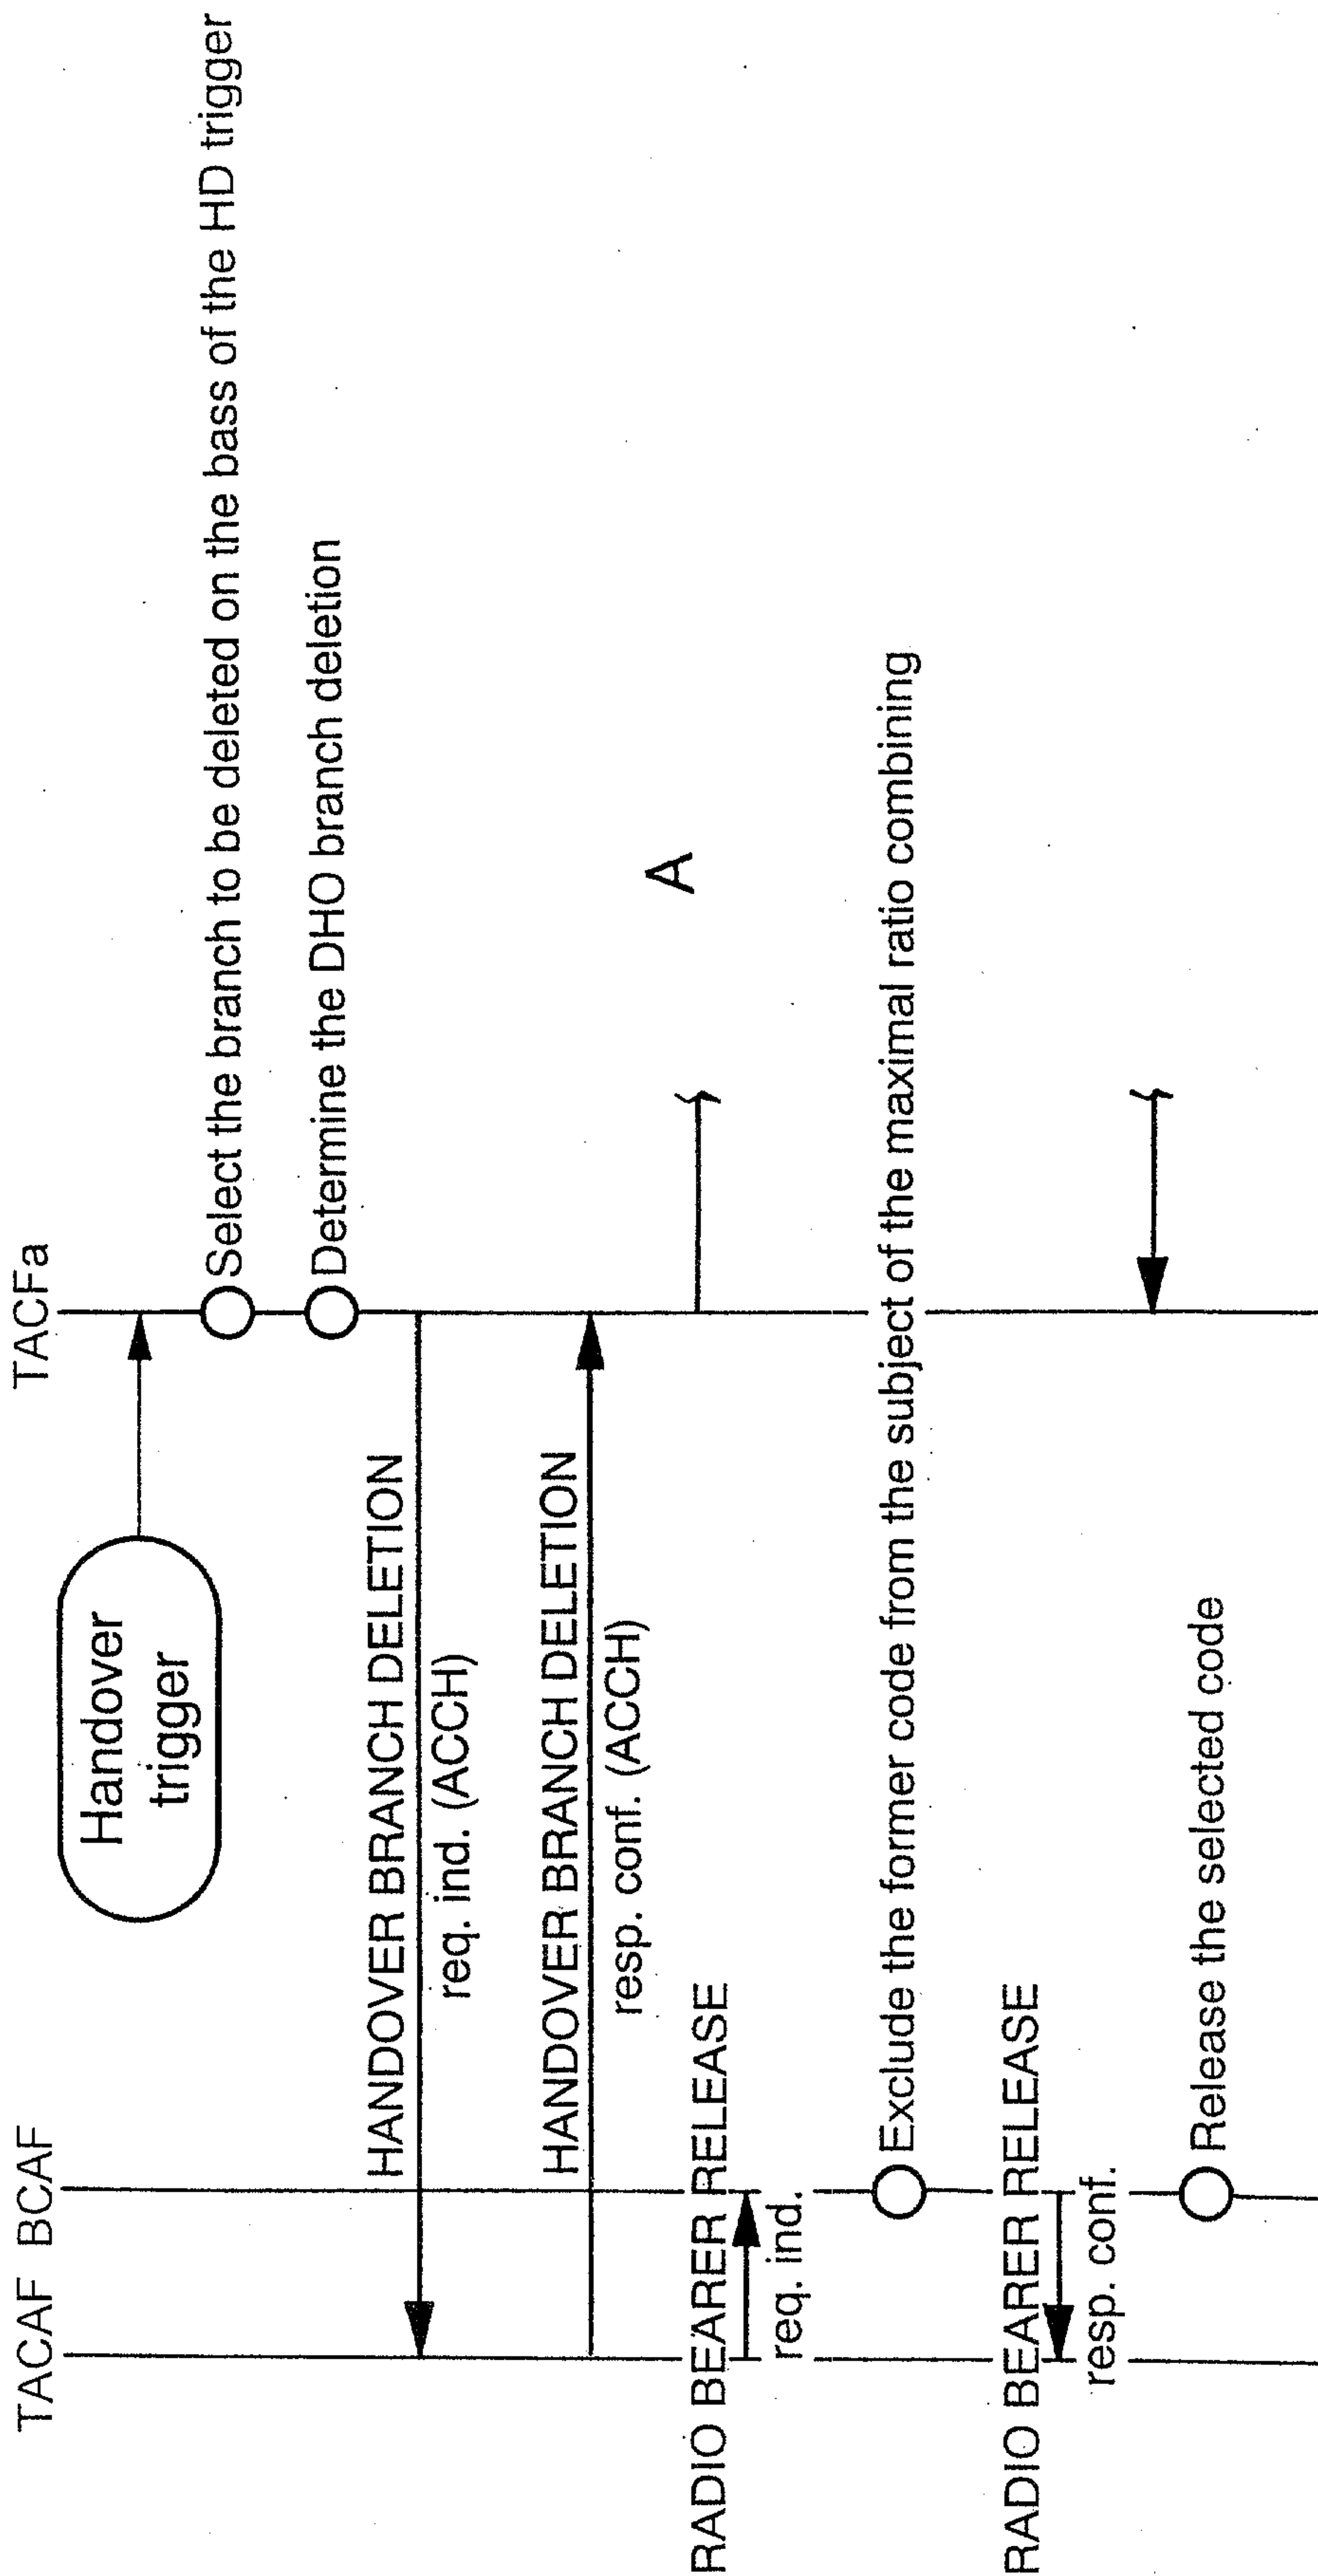 TACAF BCAF
TACFa
Handover
trigger
Select the branch to be deleted on the bass of the HD trigger
Determine the DHO branch deletion
HANDOVER BRANCH DELETION
req. ind. (ACCH)
HANDOVER BRANCH DELETION
resp. conf. (ACCH)
A
RADIO BEARER RELEASE
req. ind.
Exclude the former code from the subject of the maximal ratio combining
RADIO BEARER RELEASE
resp. conf.
Release the selected code